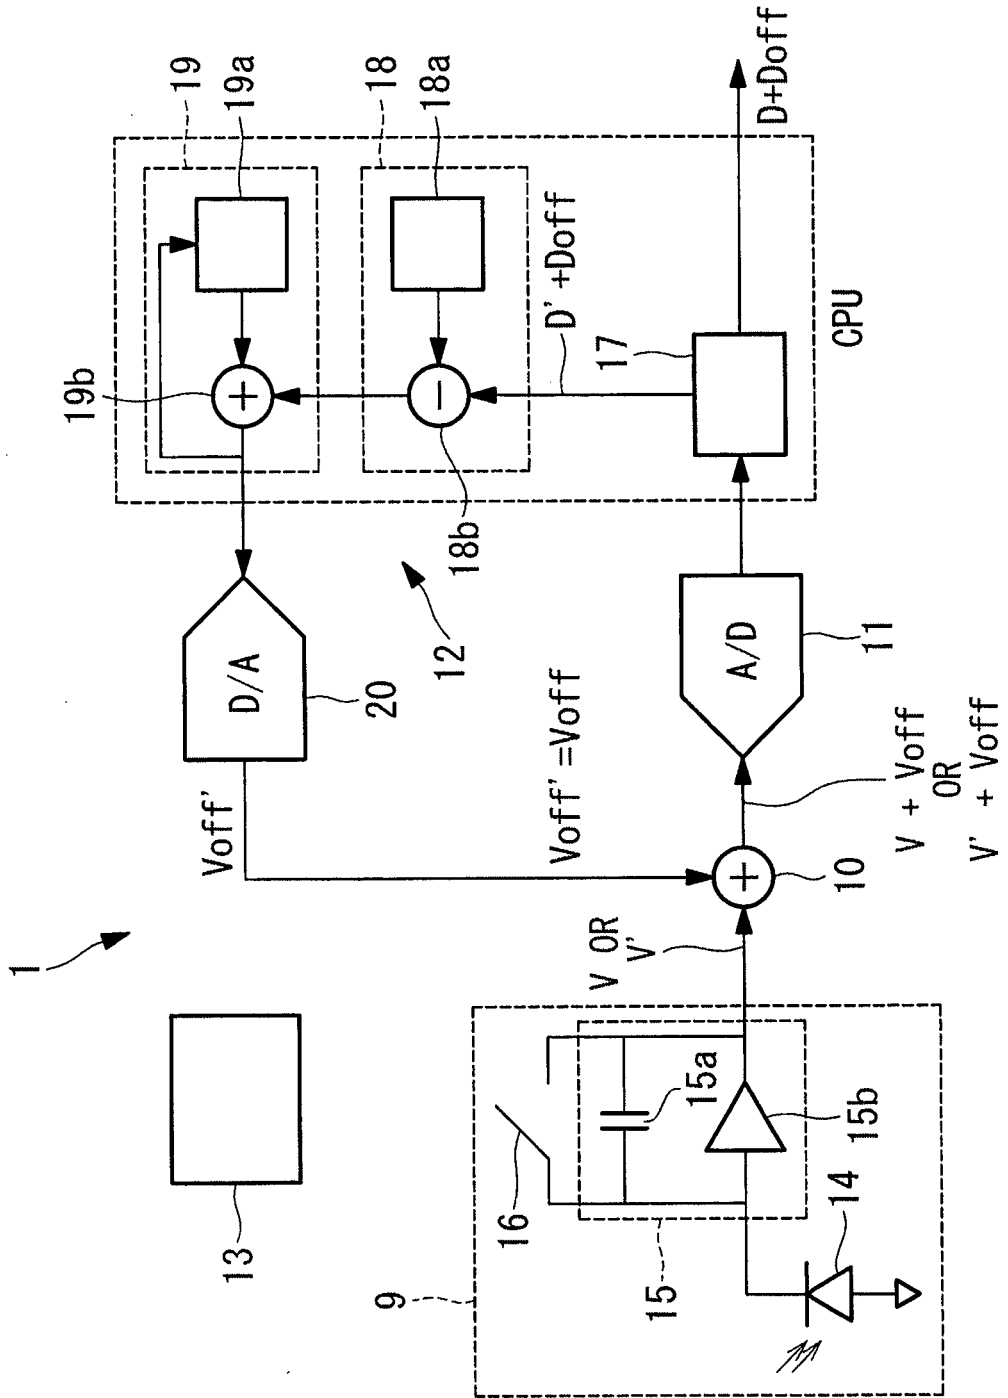 1
13
9
16
15
15a
15b
14
V OR
V'
10
V + Voff
OR
V' + Voff
Voff'
Voff' =Voff
D/A
20
12
A/D
11
CPU
17
D' +Doff
D+Doff
18
18a
18b
19
19a
19b
+
−
+